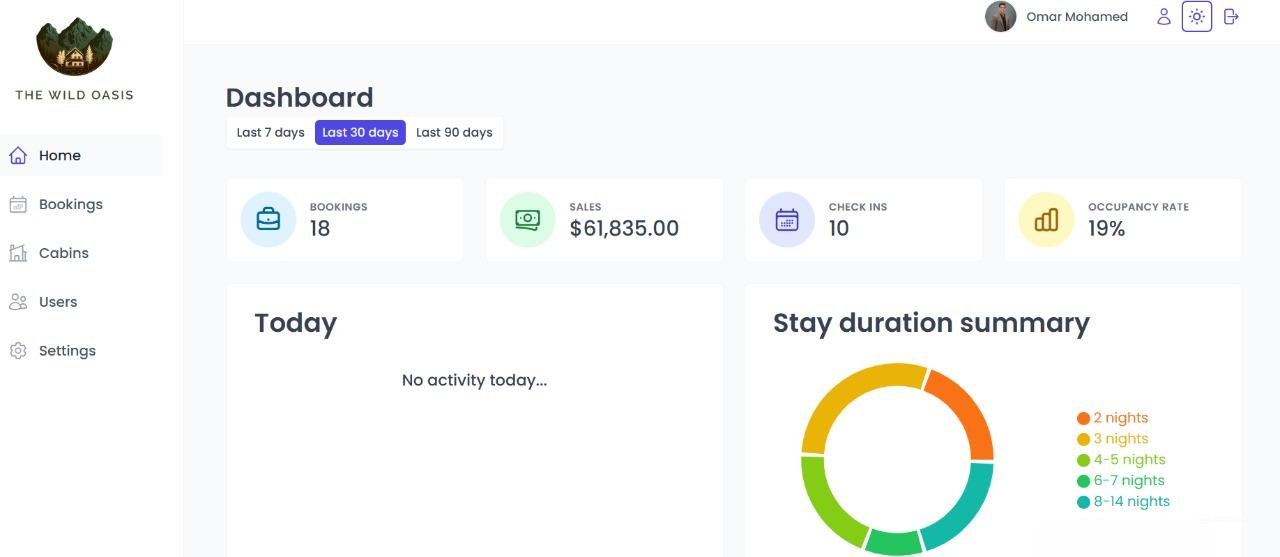 THE WILD OASIS
Omar Mohamed
Home
Bookings
Cabins
Users
Settings
Dashboard
Last 7 days Last 30 days Last 90 days
BOOKINGS
18
SALES
$61,835.00
CHECK INS
10
OCCUPANCY RATE
19%
Today
No activity today...
Stay duration summary
2 nights
3 nights
4-5 nights
6-7 nights
8-14 nights